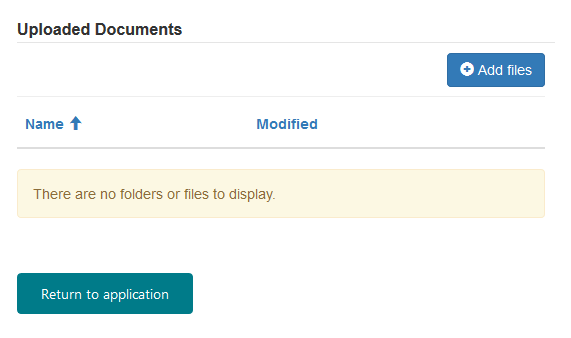 Uploaded Documents
Add files
Name Modified
There are no folders or files to display.
Return to application